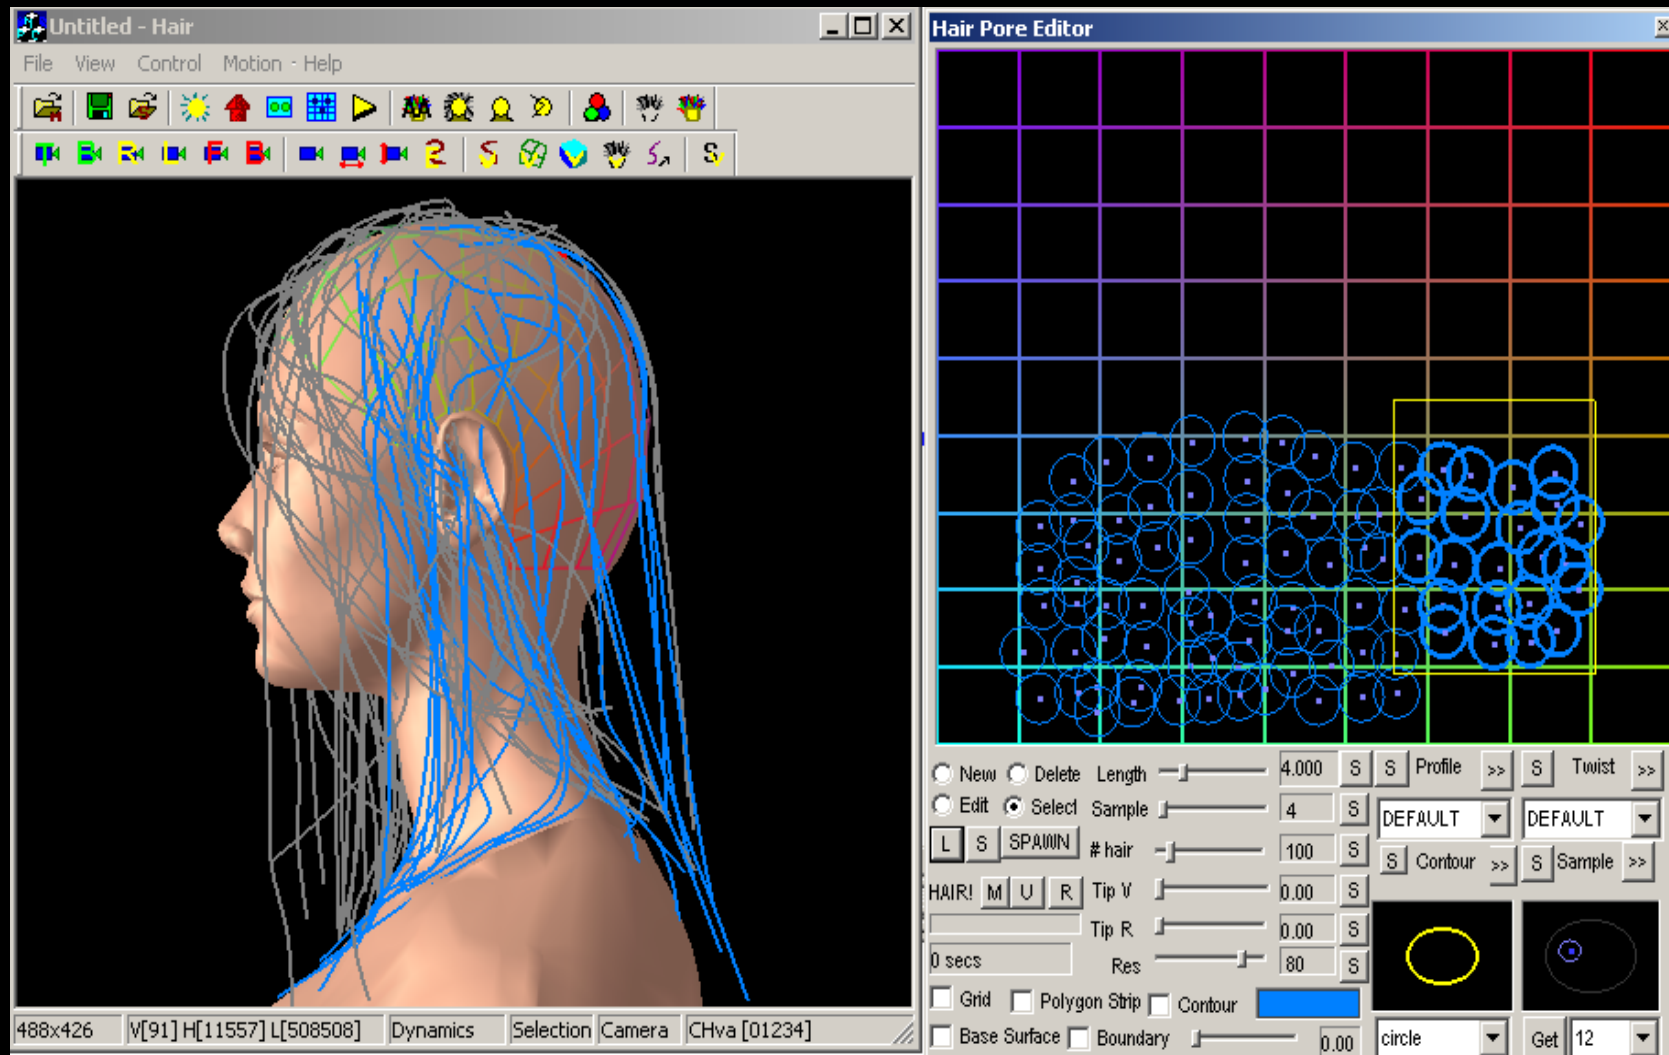 Untitled - Hair
File View Control Motion - Help
488x426 V[91] H[11557] L[508508] Dynamics Selection Camera CHva [01234]
Hair Pore Editor
New Delete Length 4.000 S S Profile >> S Twist >>
Edit Select Sample 4 S DEFAULT DEFAULT
L S SPAWN # hair 100 S S Contour >> S Sample >>
HAIR! M U R Tip V 0.00 S
Tip R 0.00 S
0 secs Res 80 S
Grid Polygon Strip Contour
Base Surface Boundary 0.00 circle Get 12